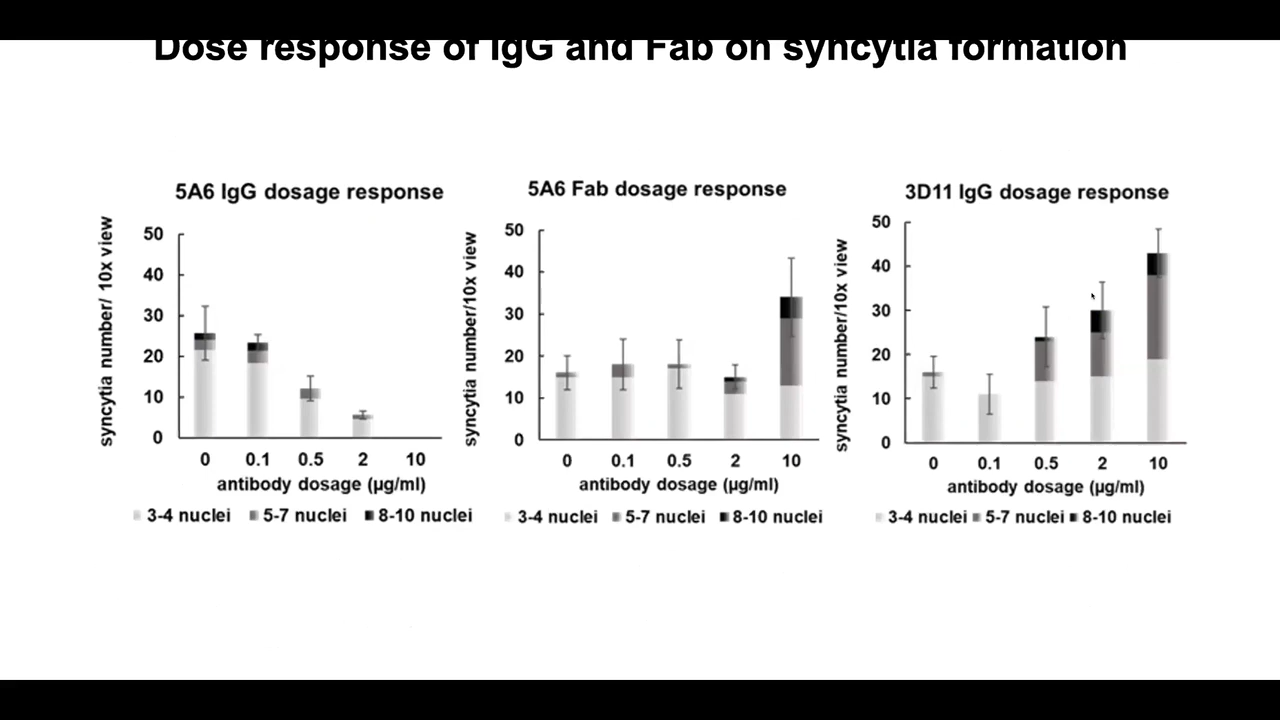 Dose response of IgG and Fab on syncytia formation
5A6 IgG dosage response
syncytia number/ 10x view
50
40
30
20
10
0
0 0.1 0.5 2 10
antibody dosage (µg/ml)
3-4 nuclei 5-7 nuclei 8-10 nuclei
5A6 Fab dosage response
syncytia number/10x view
50
40
30
20
10
0
0 0.1 0.5 2 10
antibody dosage (µg/ml)
3-4 nuclei 5-7 nuclei 8-10 nuclei
3D11 IgG dosage response
syncytia number/10x view
50
40
30
20
10
0
0 0.1 0.5 2 10
antibody dosage (µg/ml)
3-4 nuclei 5-7 nuclei 8-10 nuclei